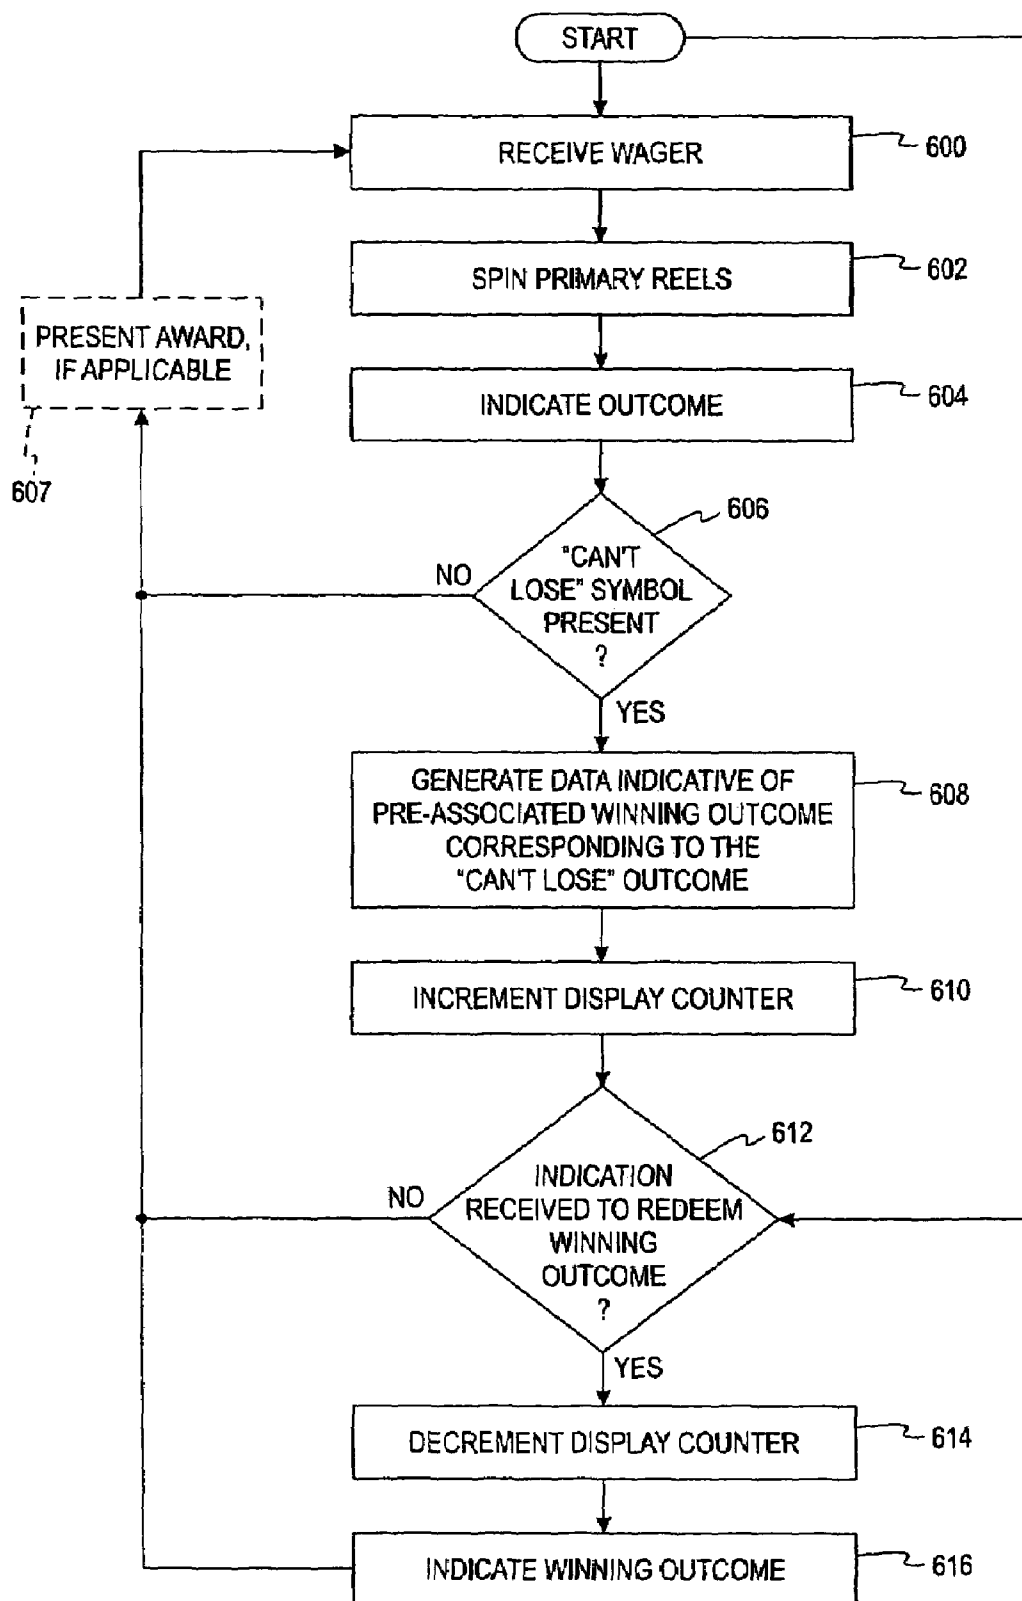 START
RECEIVE WAGER
600
SPIN PRIMARY REELS
602
PRESENT AWARD,
IF APPLICABLE
607
INDICATE OUTCOME
604
"CAN'T
LOSE" SYMBOL
PRESENT
?
606
NO
YES
GENERATE DATA INDICATIVE OF
PRE-ASSOCIATED WINNING OUTCOME
CORRESPONDING TO THE
"CAN'T LOSE" OUTCOME
608
INCREMENT DISPLAY COUNTER
610
INDICATION
RECEIVED TO REDEEM
WINNING
OUTCOME
?
612
NO
YES
DECREMENT DISPLAY COUNTER
614
INDICATE WINNING OUTCOME
616